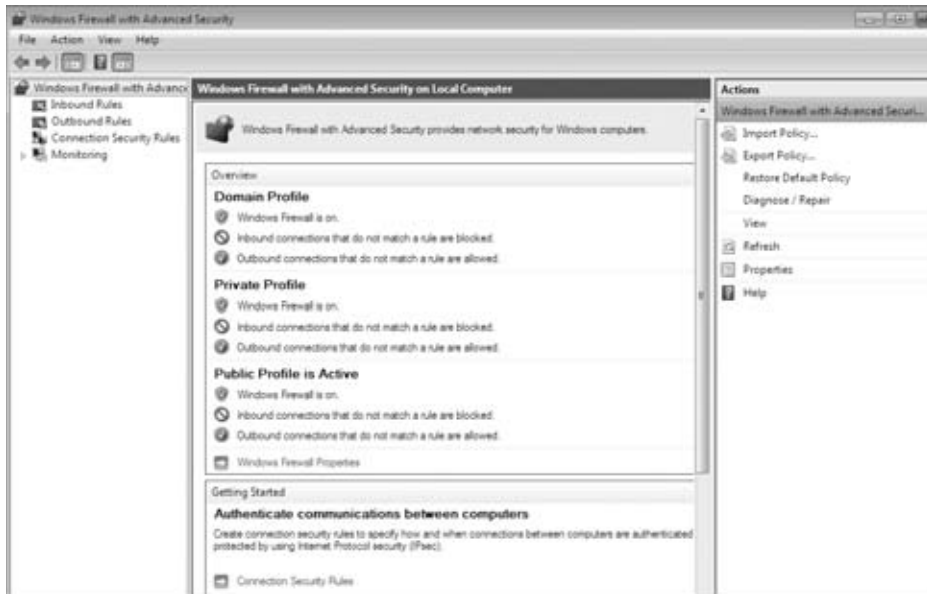 Windows Firewall with Advanced Security
File Action View Help
Windows Firewall with Advance
Inbound Rules
Outbound Rules
Connection Security Rules
Monitoring
Windows Firewall with Advanced Security on Local Computer
Windows Firewall with Advanced Security provides network security for Windows computers.
Overview
Domain Profile
Windows Firewall is on.
Inbound connections that do not match a rule are blocked.
Outbound connections that do not match a rule are allowed.
Private Profile
Windows Firewall is on.
Inbound connections that do not match a rule are blocked.
Outbound connections that do not match a rule are allowed.
Public Profile is Active
Windows Firewall is on.
Inbound connections that do not match a rule are blocked.
Outbound connections that do not match a rule are allowed.
Windows Firewall Properties
Getting Started
Authenticate communications between computers
Create connection security rules to specify how and when connections between computers are authenticated
protected by using Internet Protocol security (IPsec).
Connection Security Rules
Actions
Windows Firewall with Advanced Securi...
Import Policy...
Export Policy...
Restore Default Policy
Diagnose / Repair
View
Refresh
Properties
Help